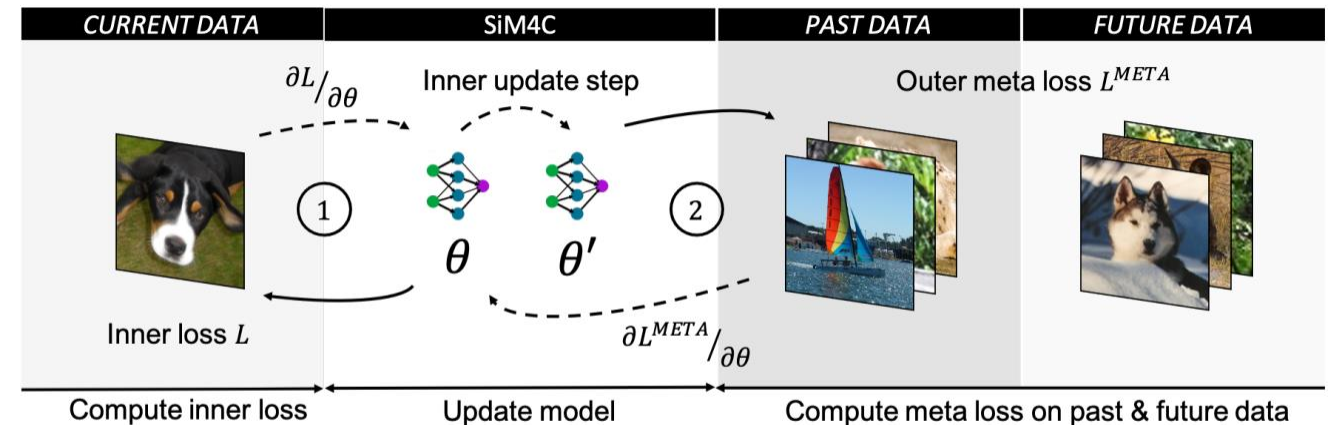 CURRENT DATA
SiM4C
PAST DATA
FUTURE DATA
∂L/∂θ
Inner update step
Outer meta loss L^META
1
2
θ
θ′
Inner loss L
∂L^META/∂θ
Compute inner loss
Update model
Compute meta loss on past & future data